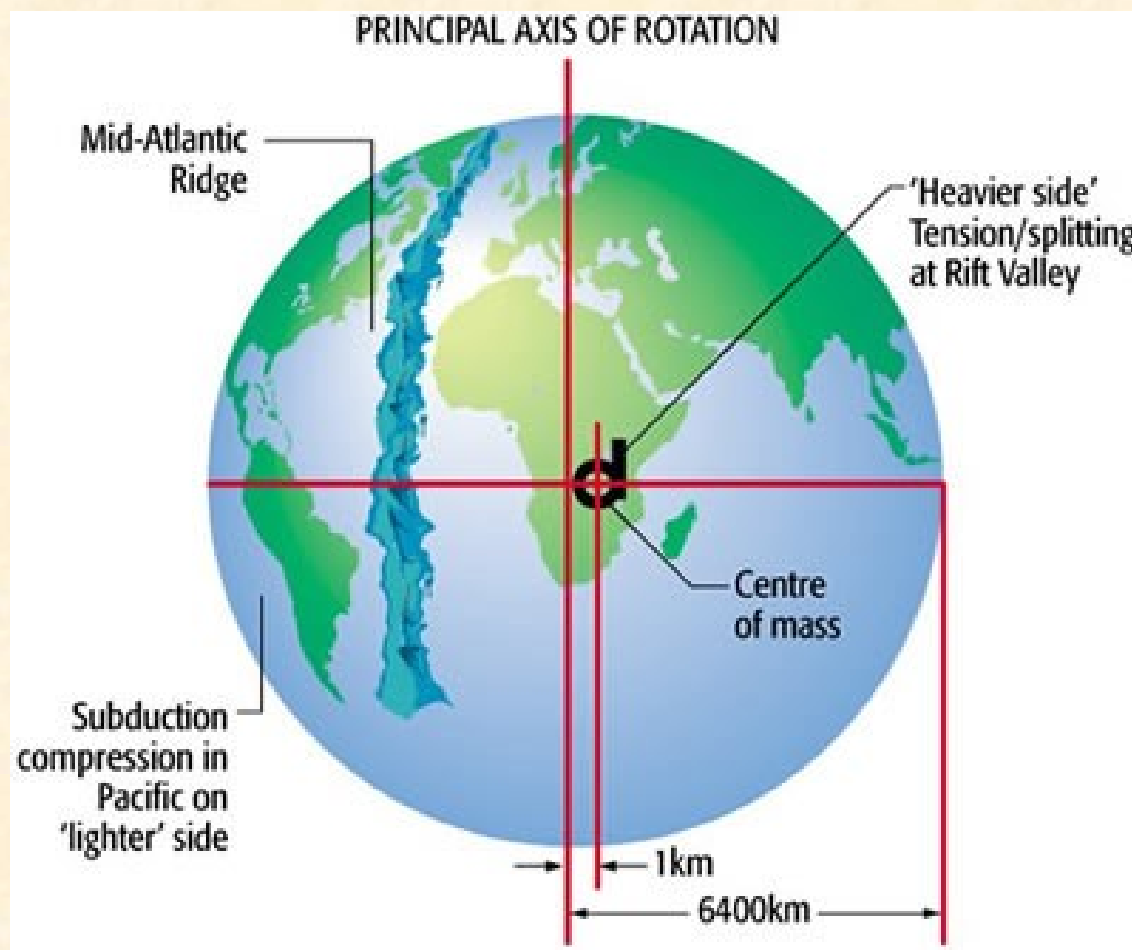 PRINCIPAL AXIS OF ROTATION
Mid-Atlantic
Ridge
'Heavier side'
Tension/splitting
at Rift Valley
d
Centre
of mass
Subduction
compression in
Pacific on
'lighter' side
1km
6400km